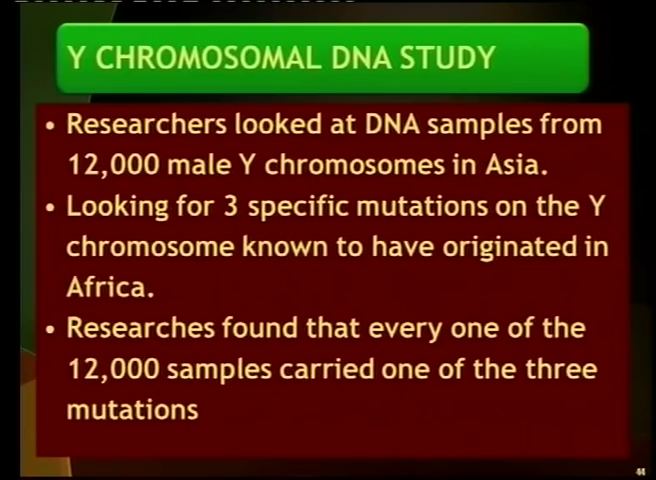 Y CHROMOSOMAL DNA STUDY
• Researchers looked at DNA samples from
12,000 male Y chromosomes in Asia.
• Looking for 3 specific mutations on the Y
chromosome known to have originated in
Africa.
• Researches found that every one of the
12,000 samples carried one of the three
mutations
44